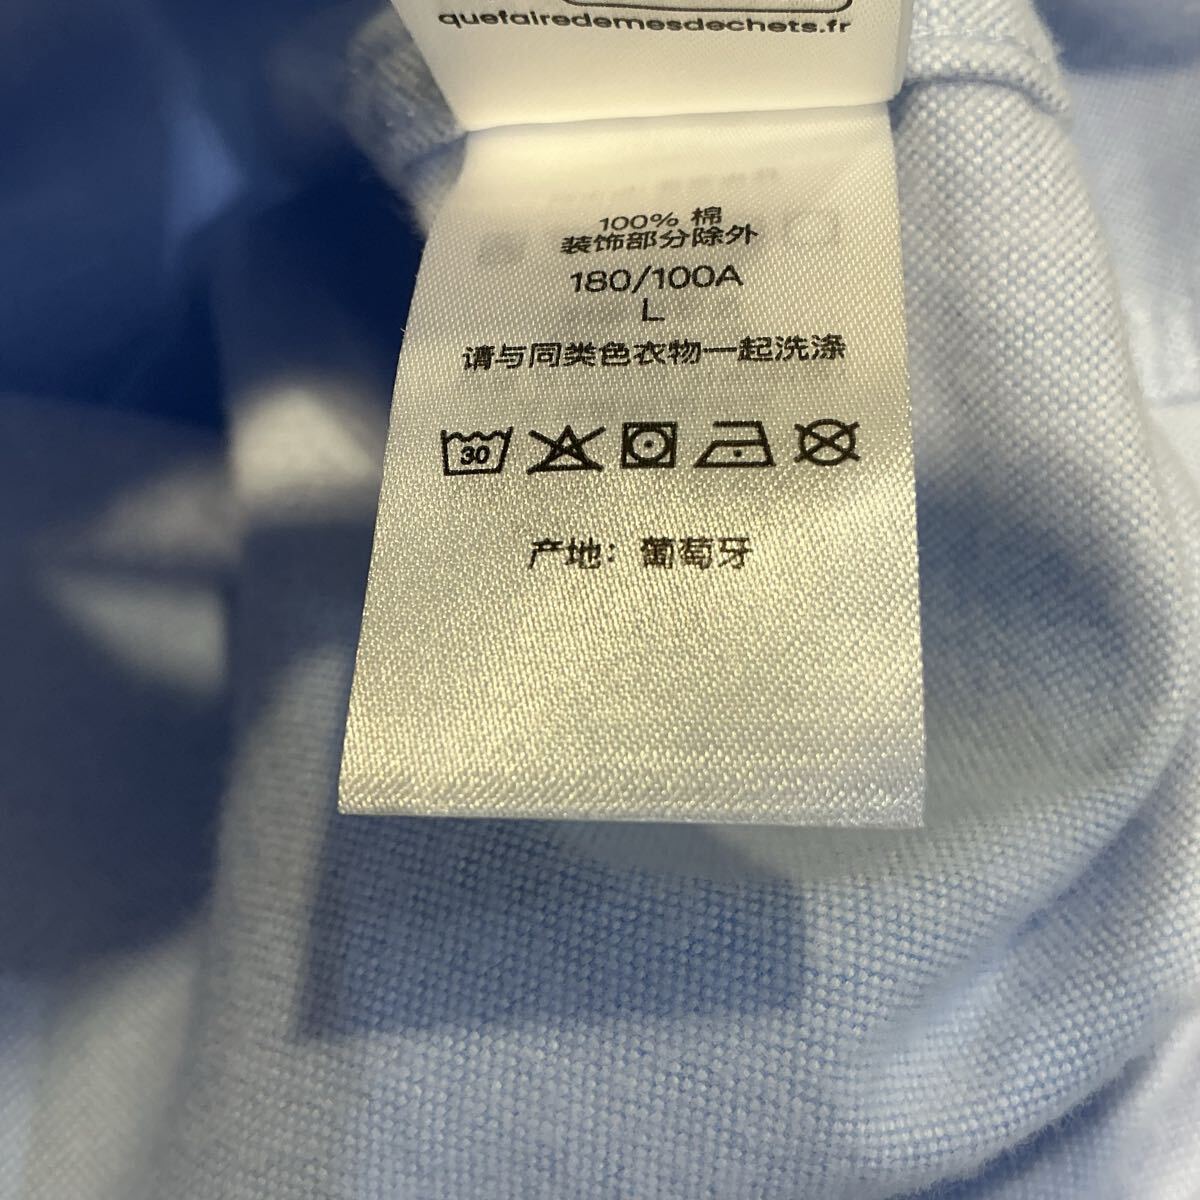 quefairedemesdechets.fr
100% 棉
装饰部分除外
180/100A
L
请与同类色衣物一起洗涤
30
产地：葡萄牙